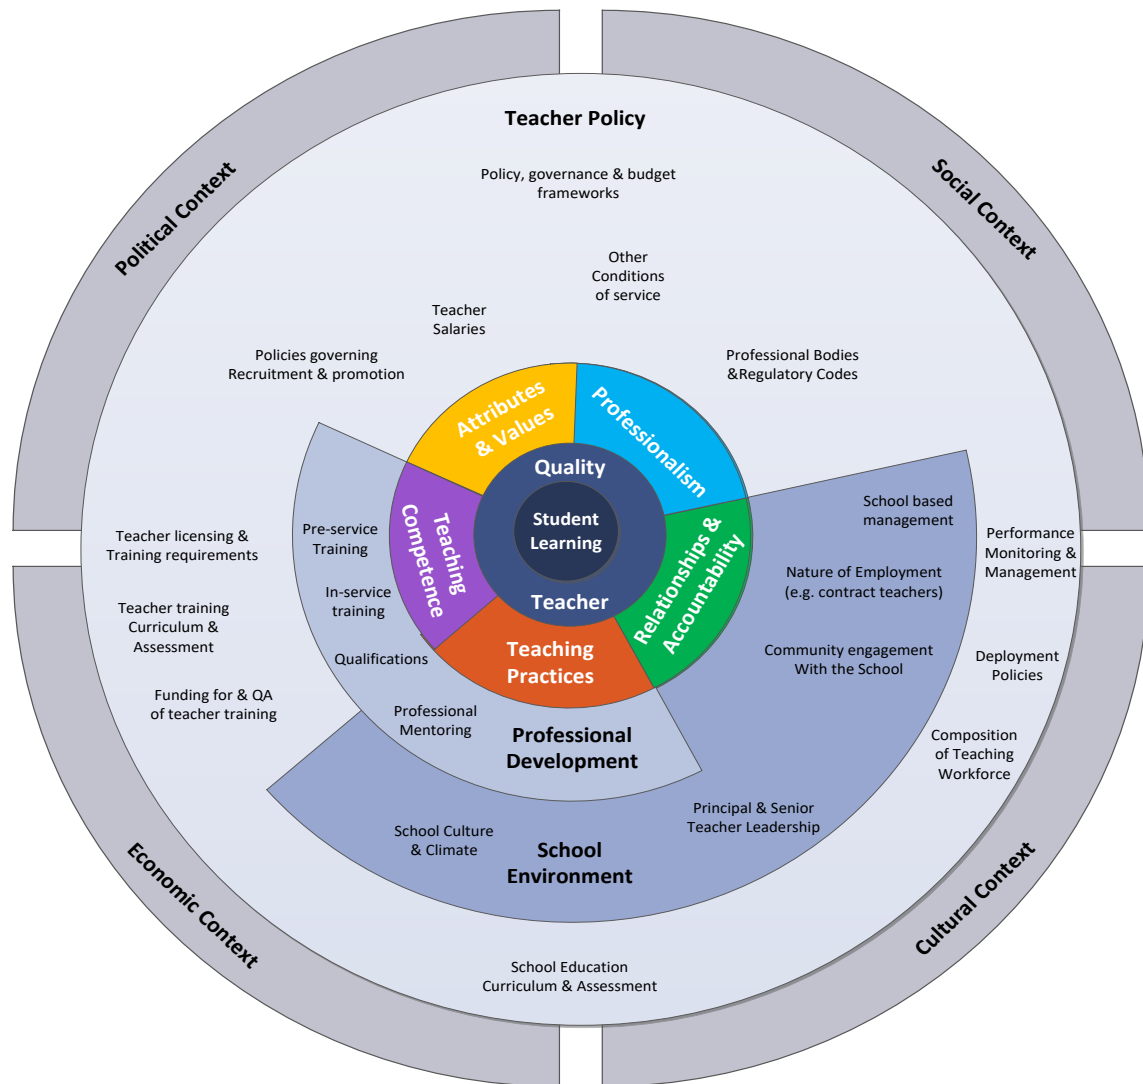 Teacher Policy
Policy, governance & budget
frameworks
Political Context
Social Context
Other
Conditions
of service
Teacher
Salaries
Policies governing
Recruitment & promotion
Professional Bodies
&Regulatory Codes
Attributes
& Values
Professionalism
Quality
Student
Learning
Teacher
Teaching
Competence
Relationships &
Accountability
Teaching
Practices
Pre-service
Training
In-service
training
Qualifications
Professional
Mentoring
Professional
Development
School based
management
Nature of Employment
(e.g. contract teachers)
Community engagement
With the School
Principal & Senior
Teacher Leadership
School Culture
& Climate
School
Environment
Teacher licensing &
Training requirements
Teacher training
Curriculum &
Assessment
Funding for & QA
of teacher training
Performance
Monitoring &
Management
Deployment
Policies
Composition
of Teaching
Workforce
School Education
Curriculum & Assessment
Economic Context
Cultural Context